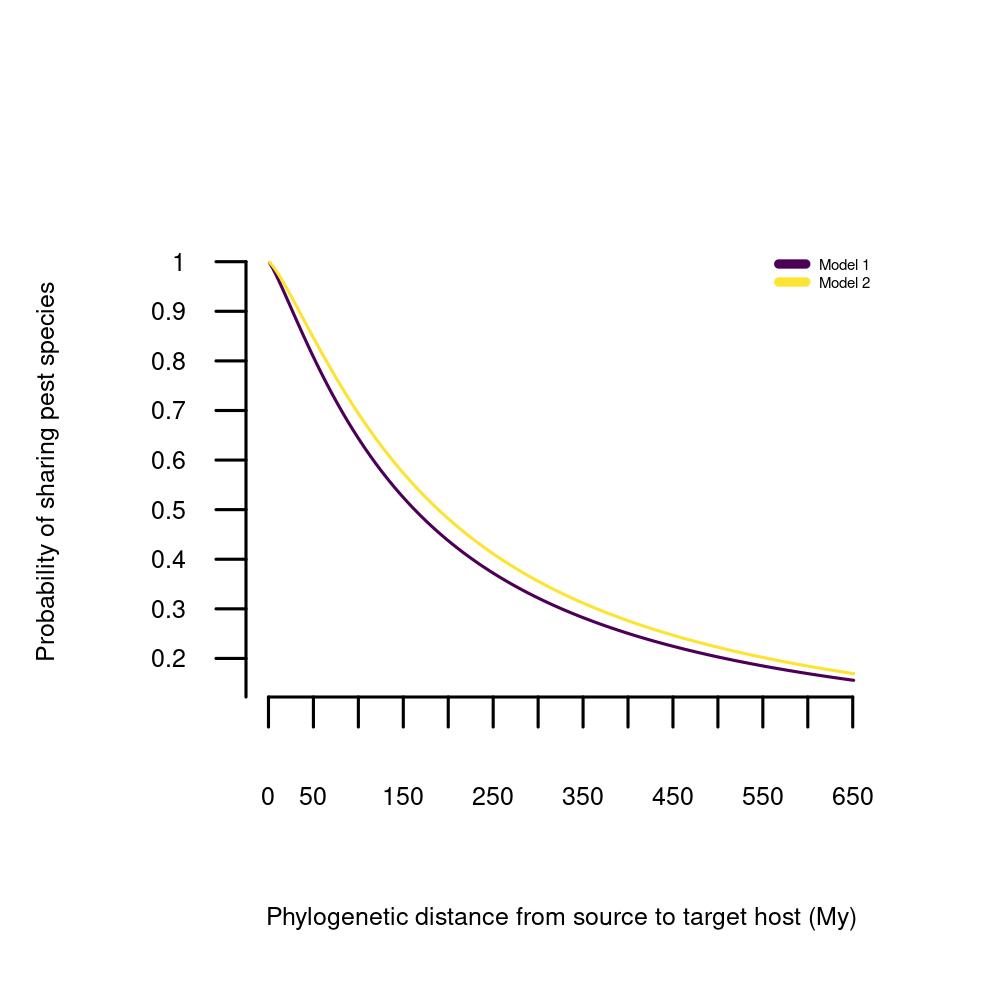 Model 1
Model 2
Probability of sharing pest species
1
0.9
0.8
0.7
0.6
0.5
0.4
0.3
0.2
0 50 150 250 350 450 550 650
Phylogenetic distance from source to target host (My)